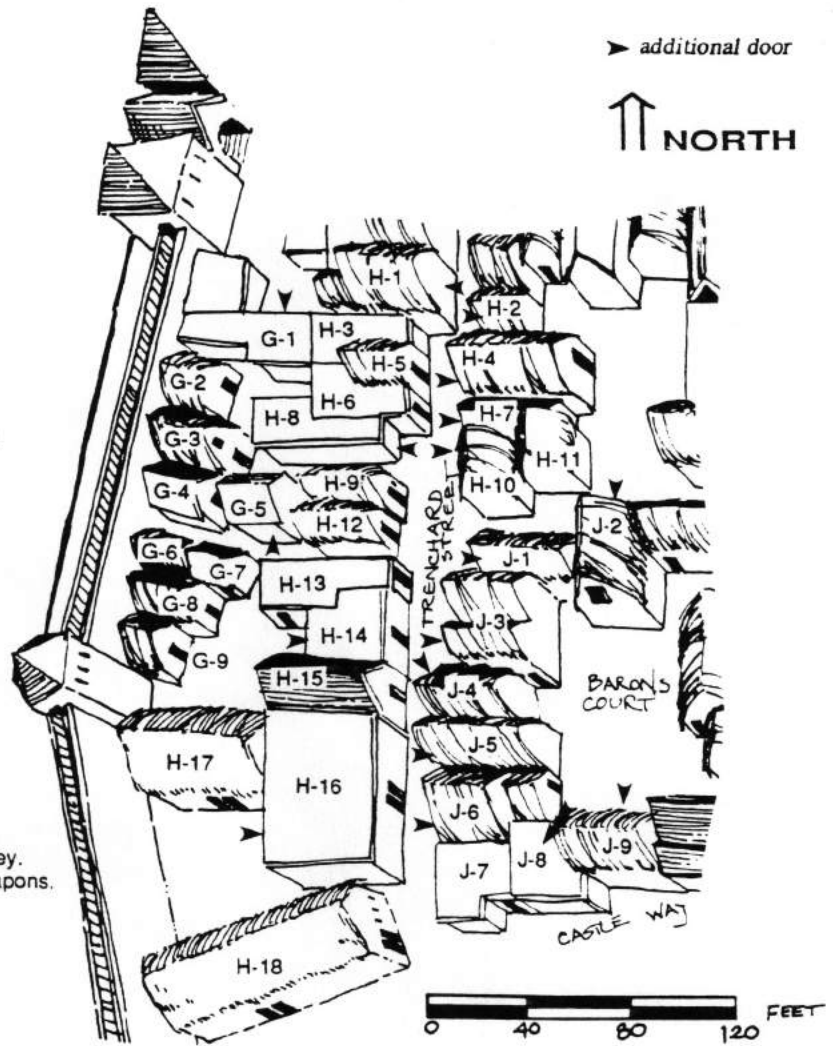 additional door
NORTH
H-1
H-2
G-1
H-3
H-5
H-4
G-2
H-6
H-8
H-7
G-3
H-11
H-9
H-10
G-4
G-5
H-12
J-2
TRENCHARD STREET
G-6
G-7
J-1
H-13
G-8
J-3
H-14
G-9
H-15
J-4
BARONS
COURT
J-5
H-17
H-16
J-6
J-9
J-7
J-8
ey.
upons.
CASTLE WAY
H-18
FEET
0 40 80 120